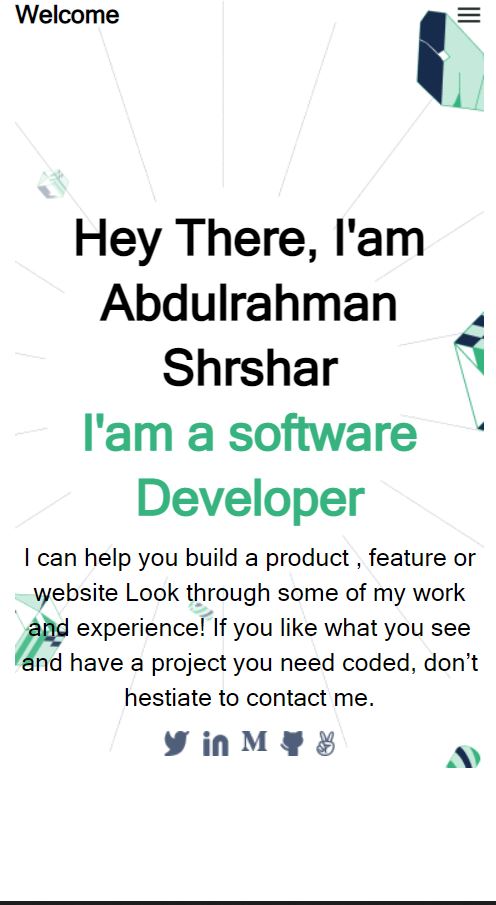 Welcome
Hey There, I'am
Abdulrahman
Shrshar
I'am a software
Developer
I can help you build a product , feature or
website Look through some of my work
and experience! If you like what you see
and have a project you need coded, don’t
hestiate to contact me.